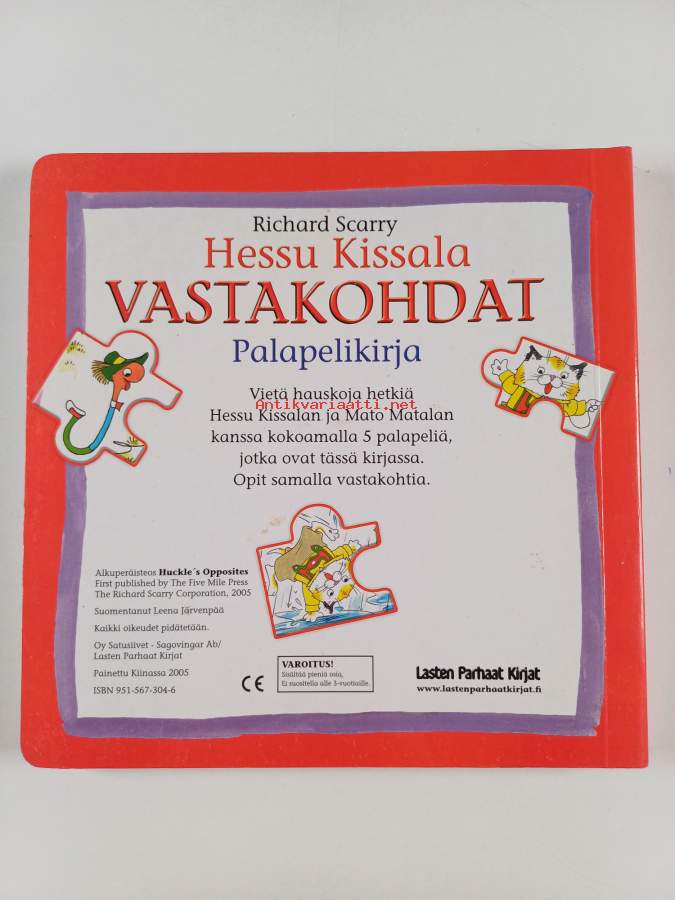 Richard Scarry
Hessu Kissala
VASTAKOHDAT
Palapelikirja
Vietä hauskoja hetkiä
Antikvariaatti.net
Hessu Kissalan ja Mato Matalan
kanssa kokoamalla 5 palapeliä,
jotka ovat tässä kirjassa.
Opit samalla vastakohtia.
Alkuperäisteos Huckle´s Opposites
First published by The Five Mile Press
The Richard Scarry Corporation, 2005
Suomentanut Leena Järvenpää
Kaikki oikeudet pidätetään.
Oy Satusiivet - Sagovingar Ab/
Lasten Parhaat Kirjat
Painettu Kiinassa 2005
ISBN 951-567-304-6
CE
VAROITUS!
Sisältää pieniä osia,
Ei suositella alle 3-vuotiaille.
Lasten Parhaat Kirjat
www.lastenparhaatkirjat.fi